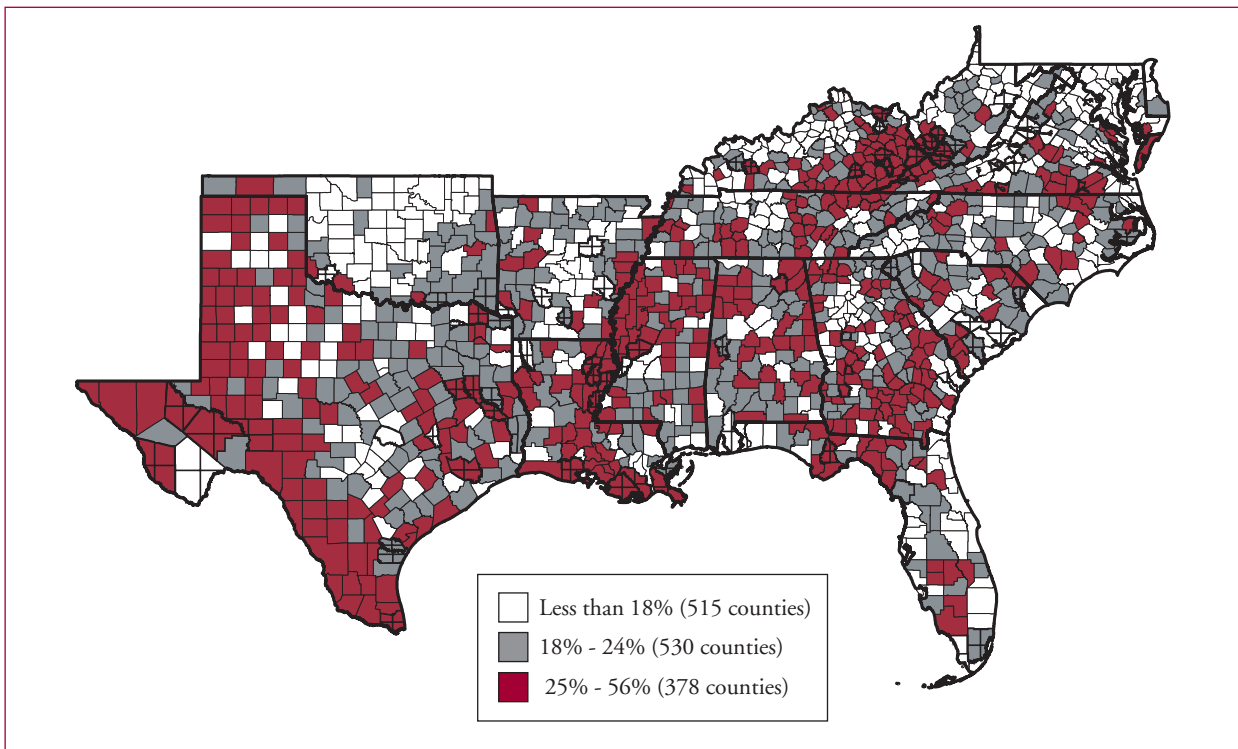 Less than 18% (515 counties)
18% - 24% (530 counties)
25% - 56% (378 counties)